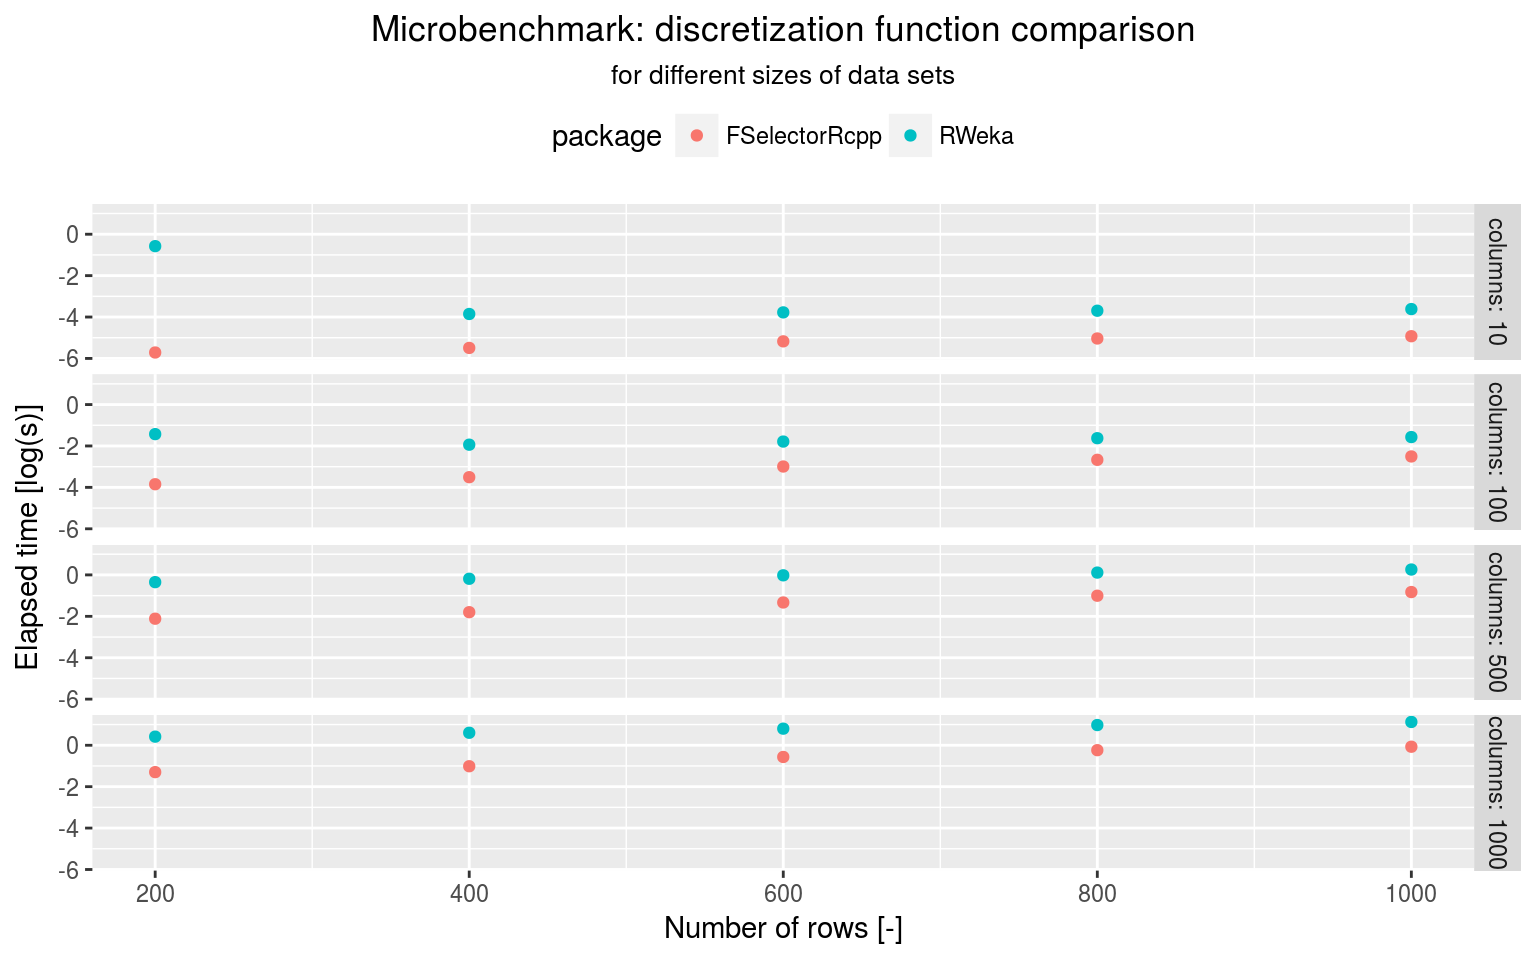 Microbenchmark: discretization function comparison
for different sizes of data sets
package FSelectorRcpp RWeka
Elapsed time [log(s)]
0
-2
-4
-6
columns: 10
0
-2
-4
-6
columns: 100
0
-2
-4
-6
columns: 500
0
-2
-4
-6
columns: 1000
200 400 600 800 1000
Number of rows [-]